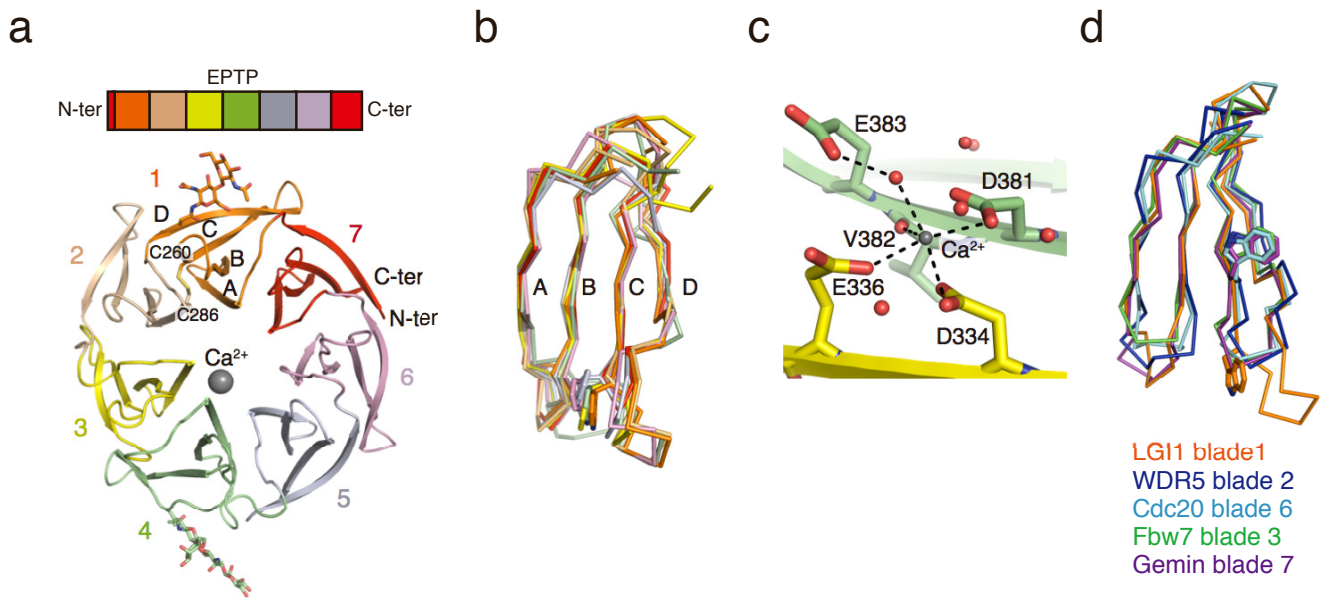 a
EPTP
N-ter
C-ter
1
D
C
2
C260
B
7
A
C-ter
C286
N-ter
Ca²⁺
6
3
5
4
b
A
B
C
D
c
E383
D381
V382
Ca²⁺
E336
D334
d
LGI1 blade1
WDR5 blade 2
Cdc20 blade 6
Fbw7 blade 3
Gemin blade 7